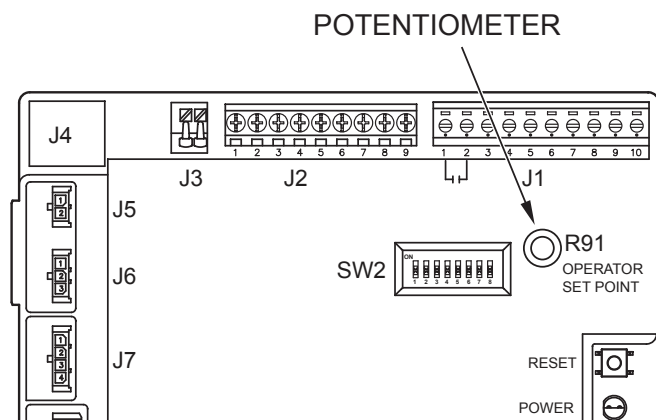 POTENTIOMETER
J4
J3
J2
J1
1 2 3 4 5 6 7 8 9
1 2 3 4 5 6 7 8 9 10
J5
1
2
J6
1
2
3
SW2
ON
1 2 3 4 5 6 7 8
R91
OPERATOR
SET POINT
J7
1
2
3
4
RESET
POWER